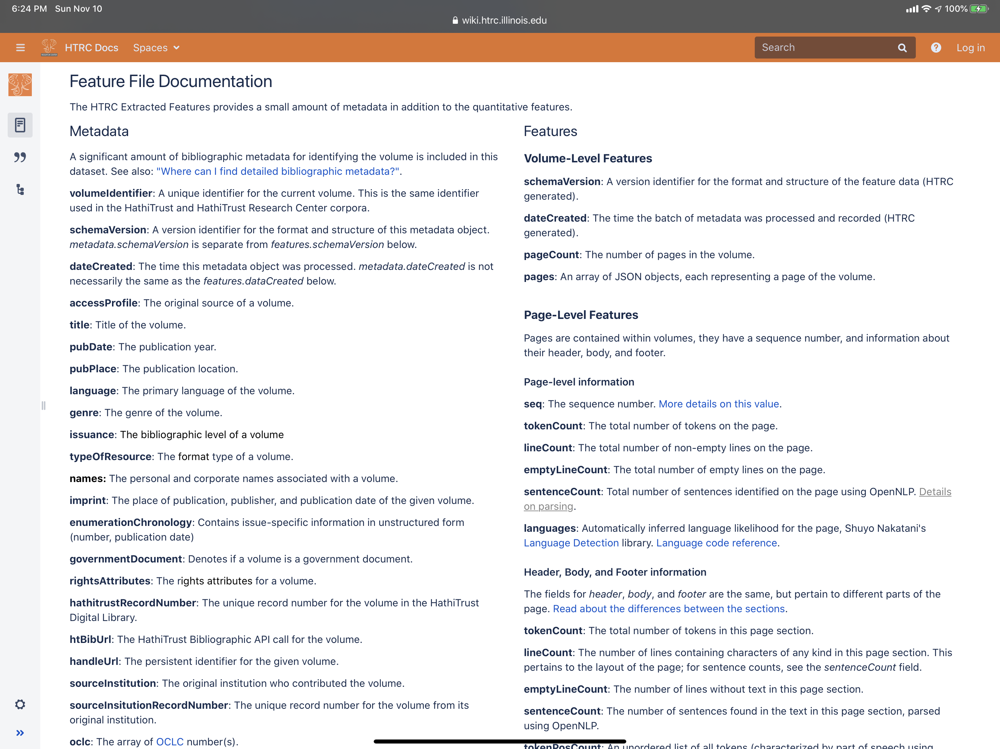 6:24 PM Sun Nov 10
100%
wiki.htrc.illinois.edu
HTRC Docs Spaces
Search
Log in
Feature File Documentation
The HTRC Extracted Features provides a small amount of metadata in addition to the quantitative features.
Metadata
A significant amount of bibliographic metadata for identifying the volume is included in this
dataset. See also: "Where can I find detailed bibliographic metadata?".
volumeIdentifier: A unique identifier for the current volume. This is the same identifier
used in the HathiTrust and HathiTrust Research Center corpora.
schemaVersion: A version identifier for the format and structure of this metadata object.
metadata.schemaVersion is separate from features.schemaVersion below.
dateCreated: The time this metadata object was processed. metadata.dateCreated is not
necessarily the same as the features.dataCreated below.
accessProfile: The original source of a volume.
title: Title of the volume.
pubDate: The publication year.
pubPlace: The publication location.
language: The primary language of the volume.
genre: The genre of the volume.
issuance: The bibliographic level of a volume
typeOfResource: The format type of a volume.
names: The personal and corporate names associated with a volume.
imprint: The place of publication, publisher, and publication date of the given volume.
enumerationChronology: Contains issue-specific information in unstructured form
(number, publication date)
governmentDocument: Denotes if a volume is a government document.
rightsAttributes: The rights attributes for a volume.
hathitrustRecordNumber: The unique record number for the volume in the HathiTrust
Digital Library.
htBibUrl: The HathiTrust Bibliographic API call for the volume.
handleUrl: The persistent identifier for the given volume.
sourceInstitution: The original institution who contributed the volume.
sourceInsitutionRecordNumber: The unique record number for the volume from its
original institution.
oclc: The array of OCLC number(s).
Features
Volume-Level Features
schemaVersion: A version identifier for the format and structure of the feature data (HTRC
generated).
dateCreated: The time the batch of metadata was processed and recorded (HTRC
generated).
pageCount: The number of pages in the volume.
pages: An array of JSON objects, each representing a page of the volume.
Page-Level Features
Pages are contained within volumes, they have a sequence number, and information about
their header, body, and footer.
Page-level information
seq: The sequence number. More details on this value.
tokenCount: The total number of tokens on the page.
lineCount: The total number of non-empty lines on the page.
emptyLineCount: The total number of empty lines on the page.
sentenceCount: Total number of sentences identified on the page using OpenNLP. Details
on parsing.
languages: Automatically inferred language likelihood for the page, Shuyo Nakatani's
Language Detection library. Language code reference.
Header, Body, and Footer information
The fields for header, body, and footer are the same, but pertain to different parts of the
page. Read about the differences between the sections.
tokenCount: The total number of tokens in this page section.
lineCount: The number of lines containing characters of any kind in this page section. This
pertains to the layout of the page; for sentence counts, see the sentenceCount field.
emptyLineCount: The number of lines without text in this page section.
sentenceCount: The number of sentences found in the text in this page section, parsed
using OpenNLP.
tokenPosCount: An unordered list of all tokens (characterized by part of speech using